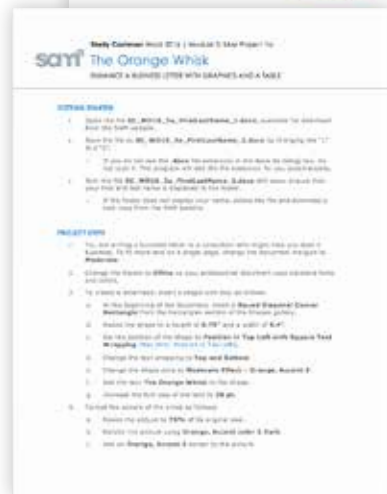 Shelly Cashman Word 2016 | Module 3: SAM Project 1a
sam The Orange Whisk
ENHANCE A BUSINESS LETTER WITH GRAPHICS AND A TABLE
GETTING STARTED
Open the file SC_WD16_3a_FirstLastName_1.docx, available for download
from the SAM website.
Save the file as SC_WD16_3a_FirstLastName_2.docx by changing the "1"
to a "2".
If you do not see the .docx file extension in the Save As dialog box, do
not type it. The program will add the file extension for you automatically.
With the file SC_WD16_3a_FirstLastName_2.docx still open, ensure that
your first and last name is displayed in the footer.
If the footer does not display your name, delete the file and download a
new copy from the SAM website.
PROJECT STEPS
1. You are writing a business letter to a consultant who might help you open a
business. To fit more text on a single page, change the document margins to
Moderate.
2. Change the theme to Office so your professional document uses standard fonts
and colors.
3. To create a letterhead, insert a shape with text as follows:
a. At the beginning of the document, insert a Round Diagonal Corner
Rectangle from the Rectangles section of the Shapes gallery.
b. Resize the shape to a height of 0.75" and a width of 6.4".
c. Set the position of the shape to Position in Top Left with Square Text
Wrapping.
d. Change the text wrapping to Top and Bottom.
e. Change the shape style to Moderate Effect - Orange, Accent 2.
f. Add the text The Orange Whisk to the shape.
g. Increase the font size of the text to 26 pt.
4. Format the picture of the whisk as follows:
a. Resize the picture to 75% of its original size.
b. Recolor the picture using Orange, Accent color 2 Dark.
c. Add an Orange, Accent 2 border to the picture.